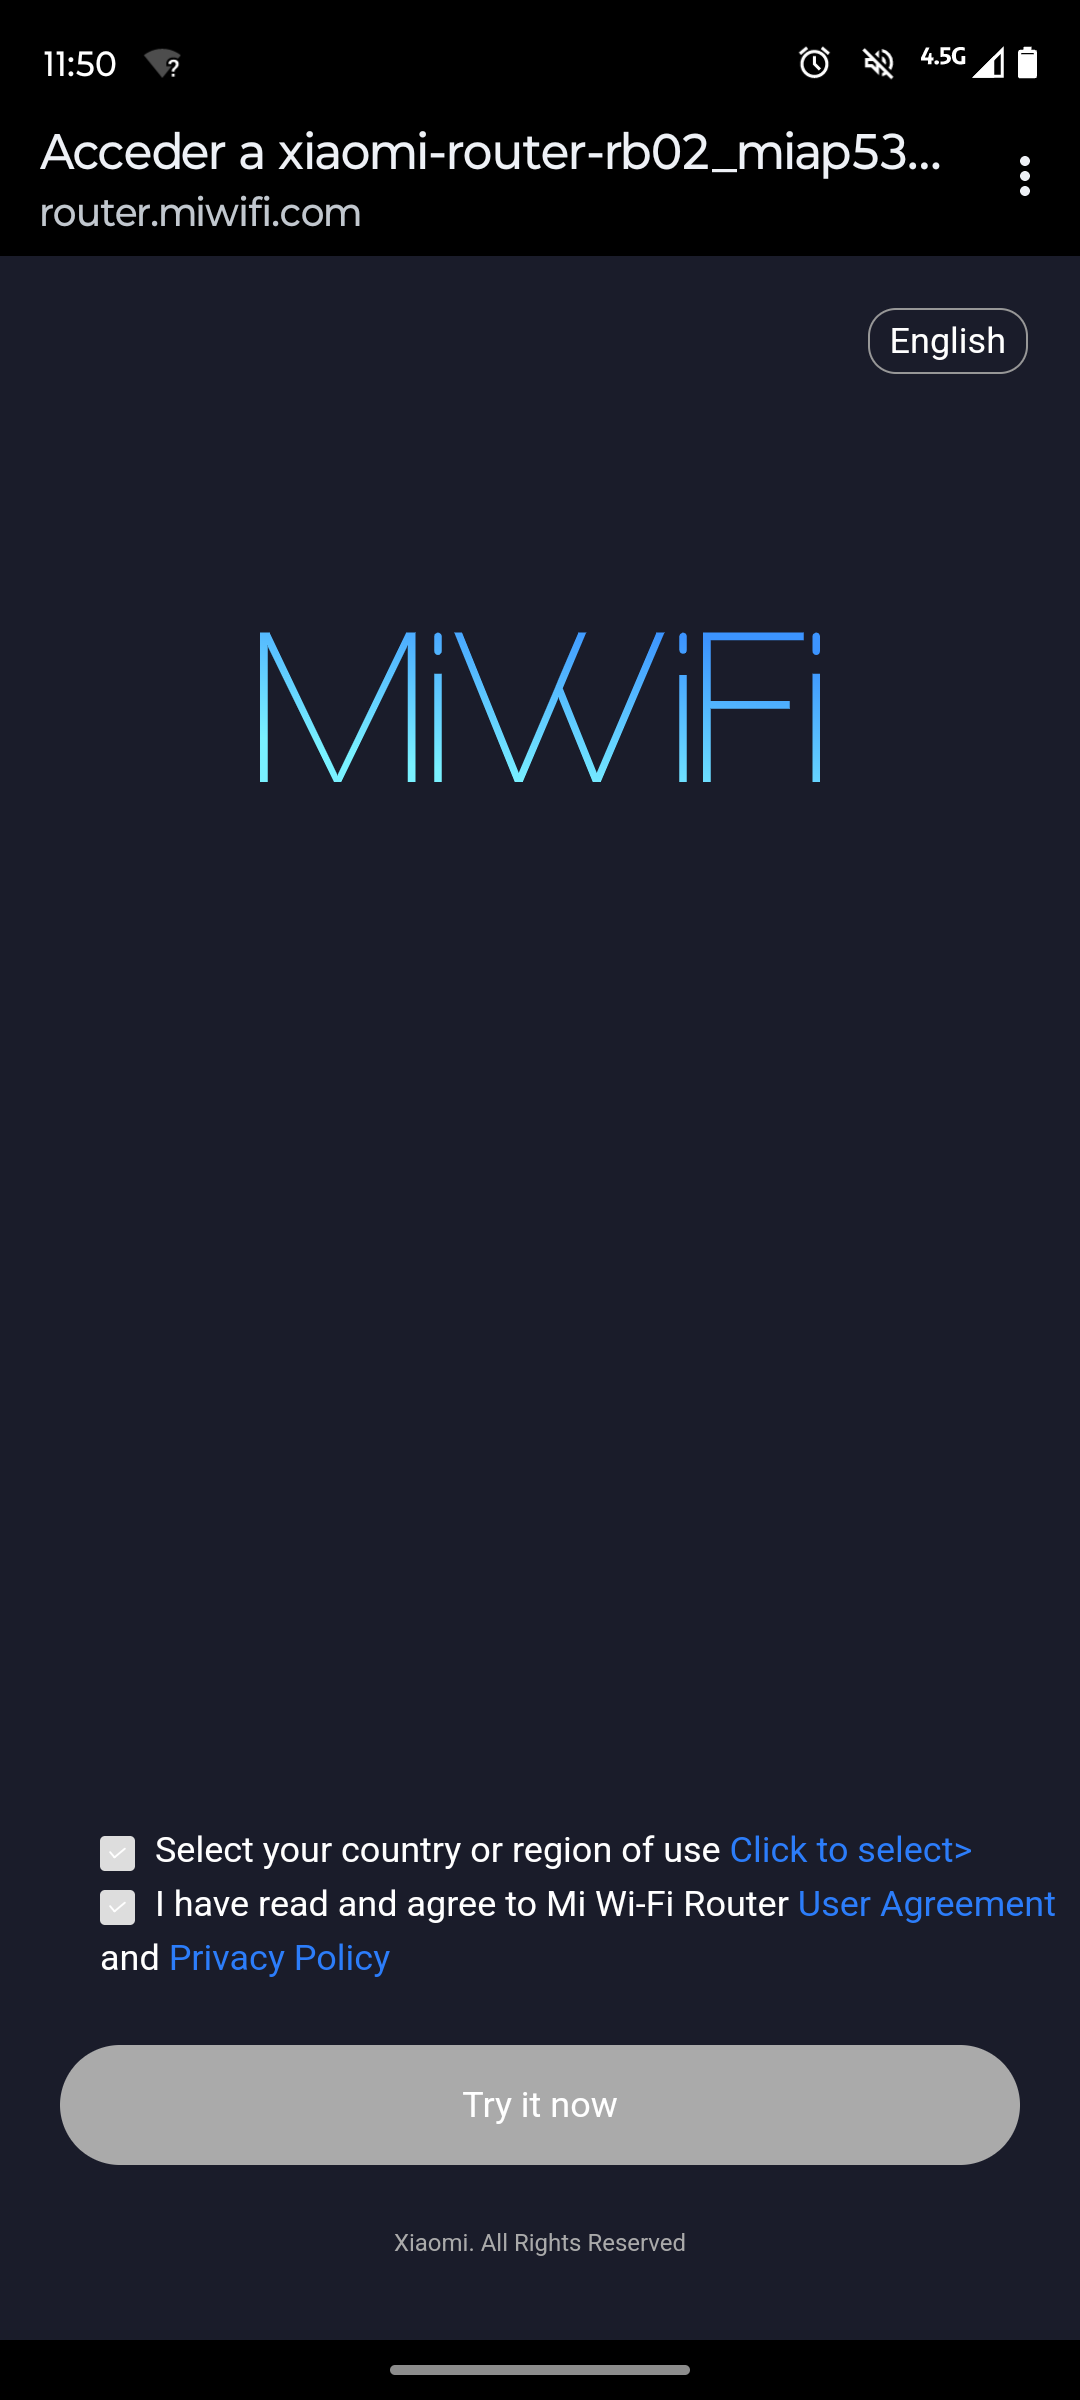 11:50
4.5G
Acceder a xiaomi-router-rb02_miap53...
router.miwifi.com
English
MiWiFi
Select your country or region of use Click to select>
I have read and agree to Mi Wi-Fi Router User Agreement
and Privacy Policy
Try it now
Xiaomi. All Rights Reserved